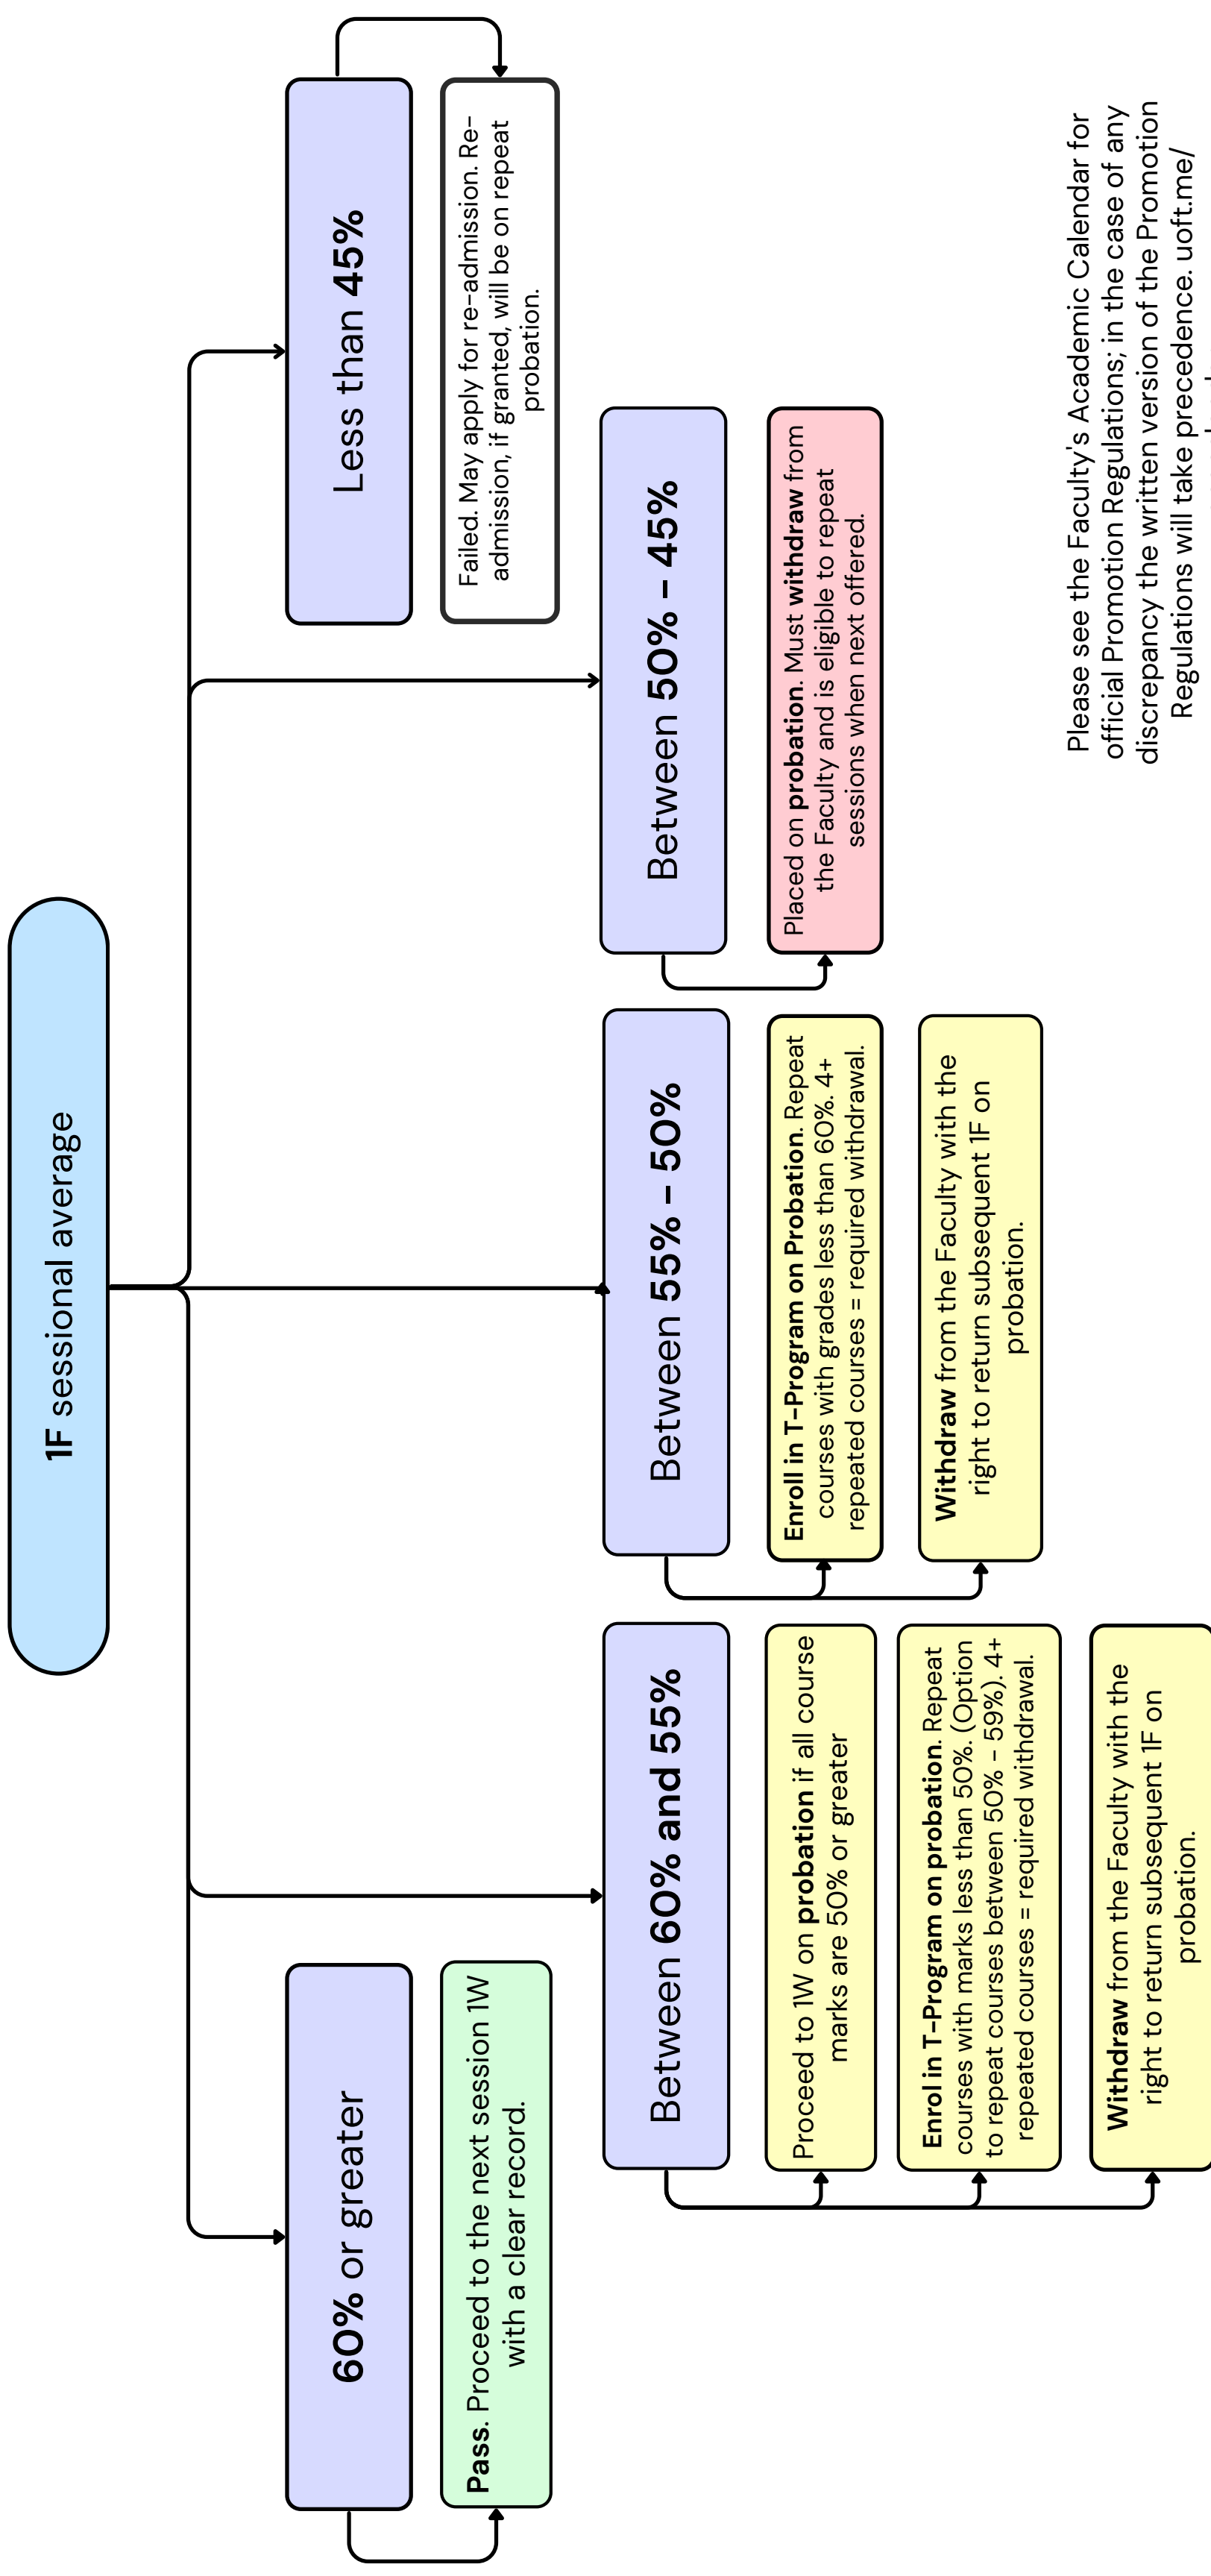 1F sessional average
60% or greater
Pass. Proceed to the next session 1W
with a clear record.
Between 60% and 55%
Proceed to 1W on probation if all course
marks are 50% or greater
Enrol in T-Program on probation. Repeat
courses with marks less than 50%. (Option
to repeat courses between 50% - 59%). 4+
repeated courses = required withdrawal.
Withdraw from the Faculty with the
right to return subsequent 1F on
probation.
Between 55% - 50%
Enroll in T-Program on Probation. Repeat
courses with grades less than 60%. 4+
repeated courses = required withdrawal.
Withdraw from the Faculty with the
right to return subsequent 1F on
probation.
Between 50% - 45%
Placed on probation. Must withdraw from
the Faculty and is eligible to repeat
sessions when next offered.
Less than 45%
Failed. May apply for re-admission. Re-
admission, if granted, will be on repeat
probation.
Please see the Faculty's Academic Calendar for
official Promotion Regulations; in the case of any
discrepancy the written version of the Promotion
Regulations will take precedence. uoft.me/